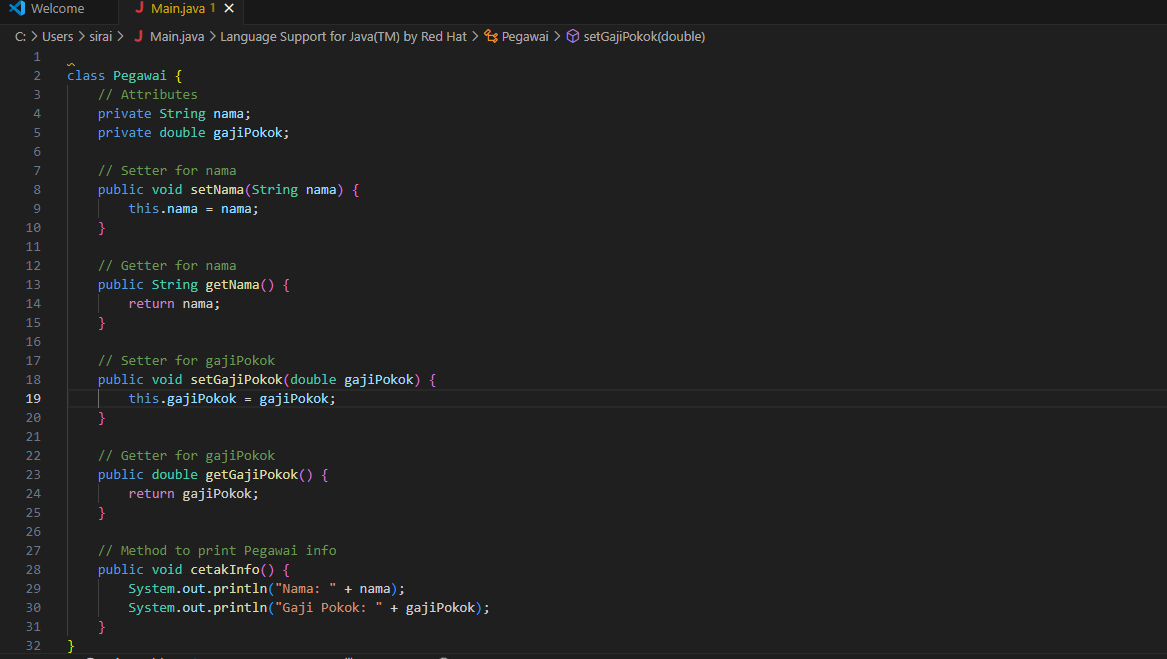 Welcome
Main.java 1
C: > Users > sirai > Main.java > Language Support for Java(TM) by Red Hat > Pegawai > setGajiPokok(double)
1
2 class Pegawai {
3     // Attributes
4     private String nama;
5     private double gajiPokok;
6
7     // Setter for nama
8     public void setNama(String nama) {
9         this.nama = nama;
10     }
11
12     // Getter for nama
13     public String getNama() {
14         return nama;
15     }
16
17     // Setter for gajiPokok
18     public void setGajiPokok(double gajiPokok) {
19         this.gajiPokok = gajiPokok;
20     }
21
22     // Getter for gajiPokok
23     public double getGajiPokok() {
24         return gajiPokok;
25     }
26
27     // Method to print Pegawai info
28     public void cetakInfo() {
29         System.out.println("Nama: " + nama);
30         System.out.println("Gaji Pokok: " + gajiPokok);
31     }
32 }